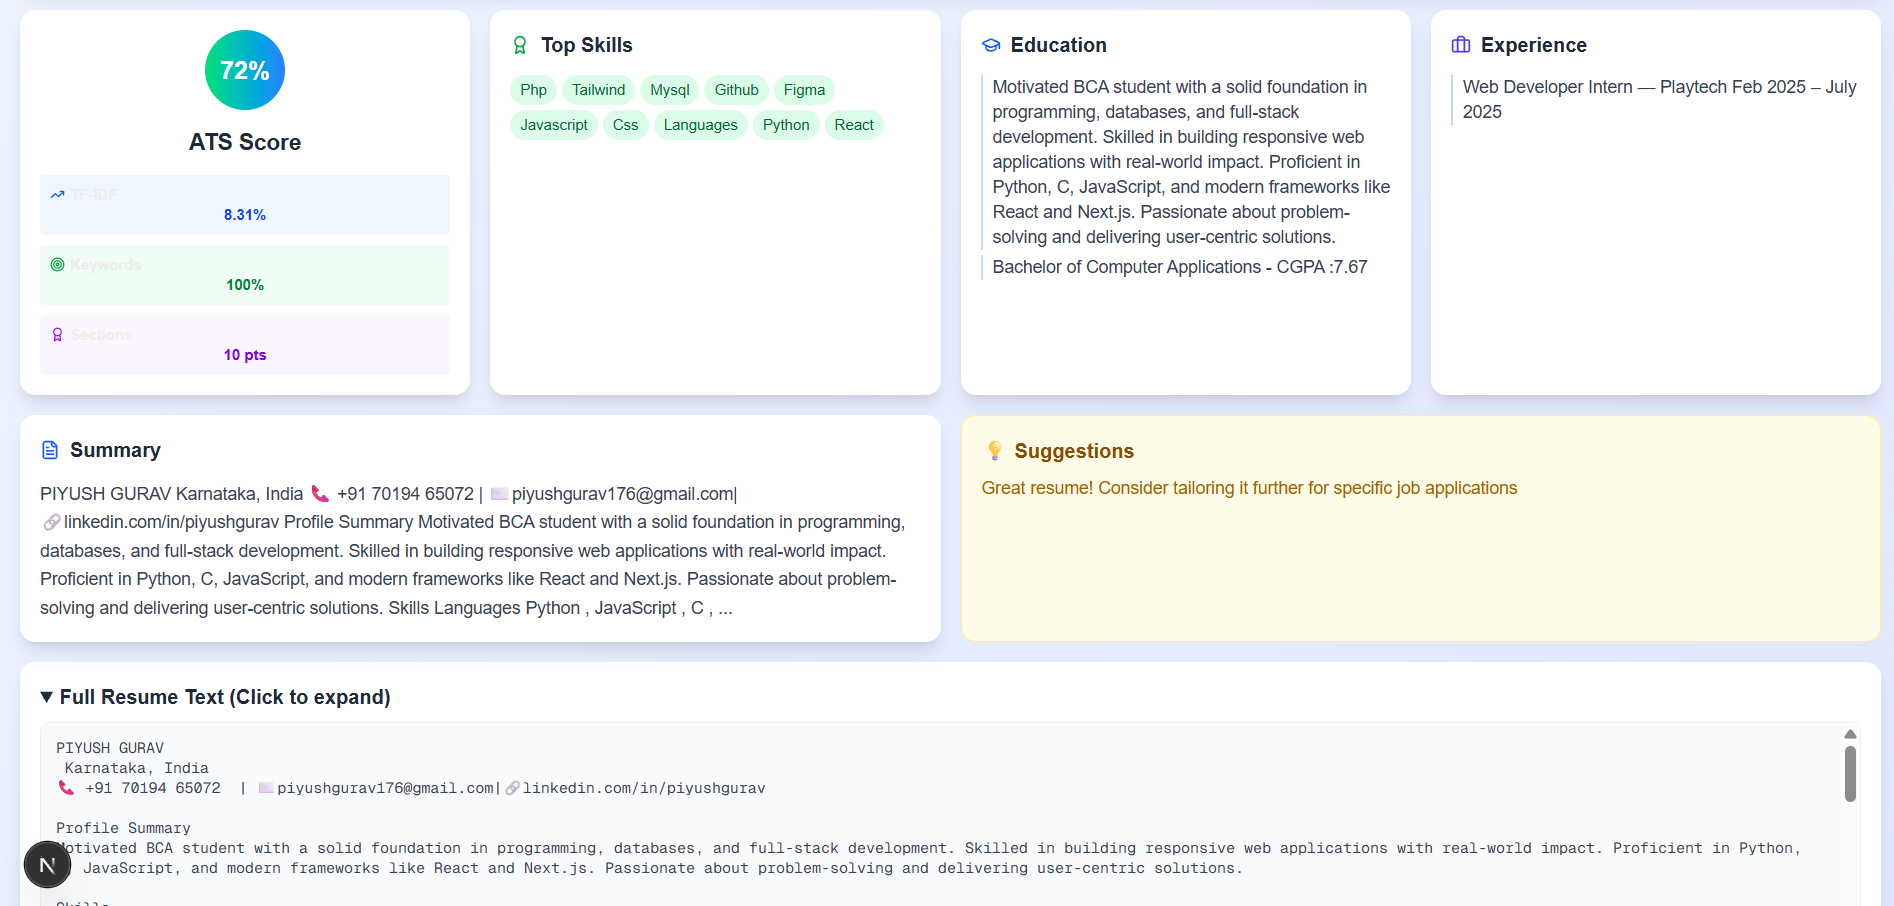 72%
ATS Score
TF-IDF
8.31%
Keywords
100%
Sections
10 pts
Top Skills
Php Tailwind Mysql Github Figma
Javascript Css Languages Python React
Education
Motivated BCA student with a solid foundation in
programming, databases, and full-stack
development. Skilled in building responsive web
applications with real-world impact. Proficient in
Python, C, JavaScript, and modern frameworks like
React and Next.js. Passionate about problem-
solving and delivering user-centric solutions.
Bachelor of Computer Applications - CGPA :7.67
Experience
Web Developer Intern — Playtech Feb 2025 – July
2025
Summary
PIYUSH GURAV Karnataka, India 📞 +91 70194 65072 | 📧piyushgurav176@gmail.com|
🔗linkedin.com/in/piyushgurav Profile Summary Motivated BCA student with a solid foundation in programming,
databases, and full-stack development. Skilled in building responsive web applications with real-world impact.
Proficient in Python, C, JavaScript, and modern frameworks like React and Next.js. Passionate about problem-
solving and delivering user-centric solutions. Skills Languages Python , JavaScript , C , ...
💡 Suggestions
Great resume! Consider tailoring it further for specific job applications
▼ Full Resume Text (Click to expand)
PIYUSH GURAV
Karnataka, India
📞 +91 70194 65072 | 📧piyushgurav176@gmail.com|🔗linkedin.com/in/piyushgurav
Profile Summary
Motivated BCA student with a solid foundation in programming, databases, and full-stack development. Skilled in building responsive web applications with real-world impact. Proficient in Python,
JavaScript, and modern frameworks like React and Next.js. Passionate about problem-solving and delivering user-centric solutions.
Skills
N